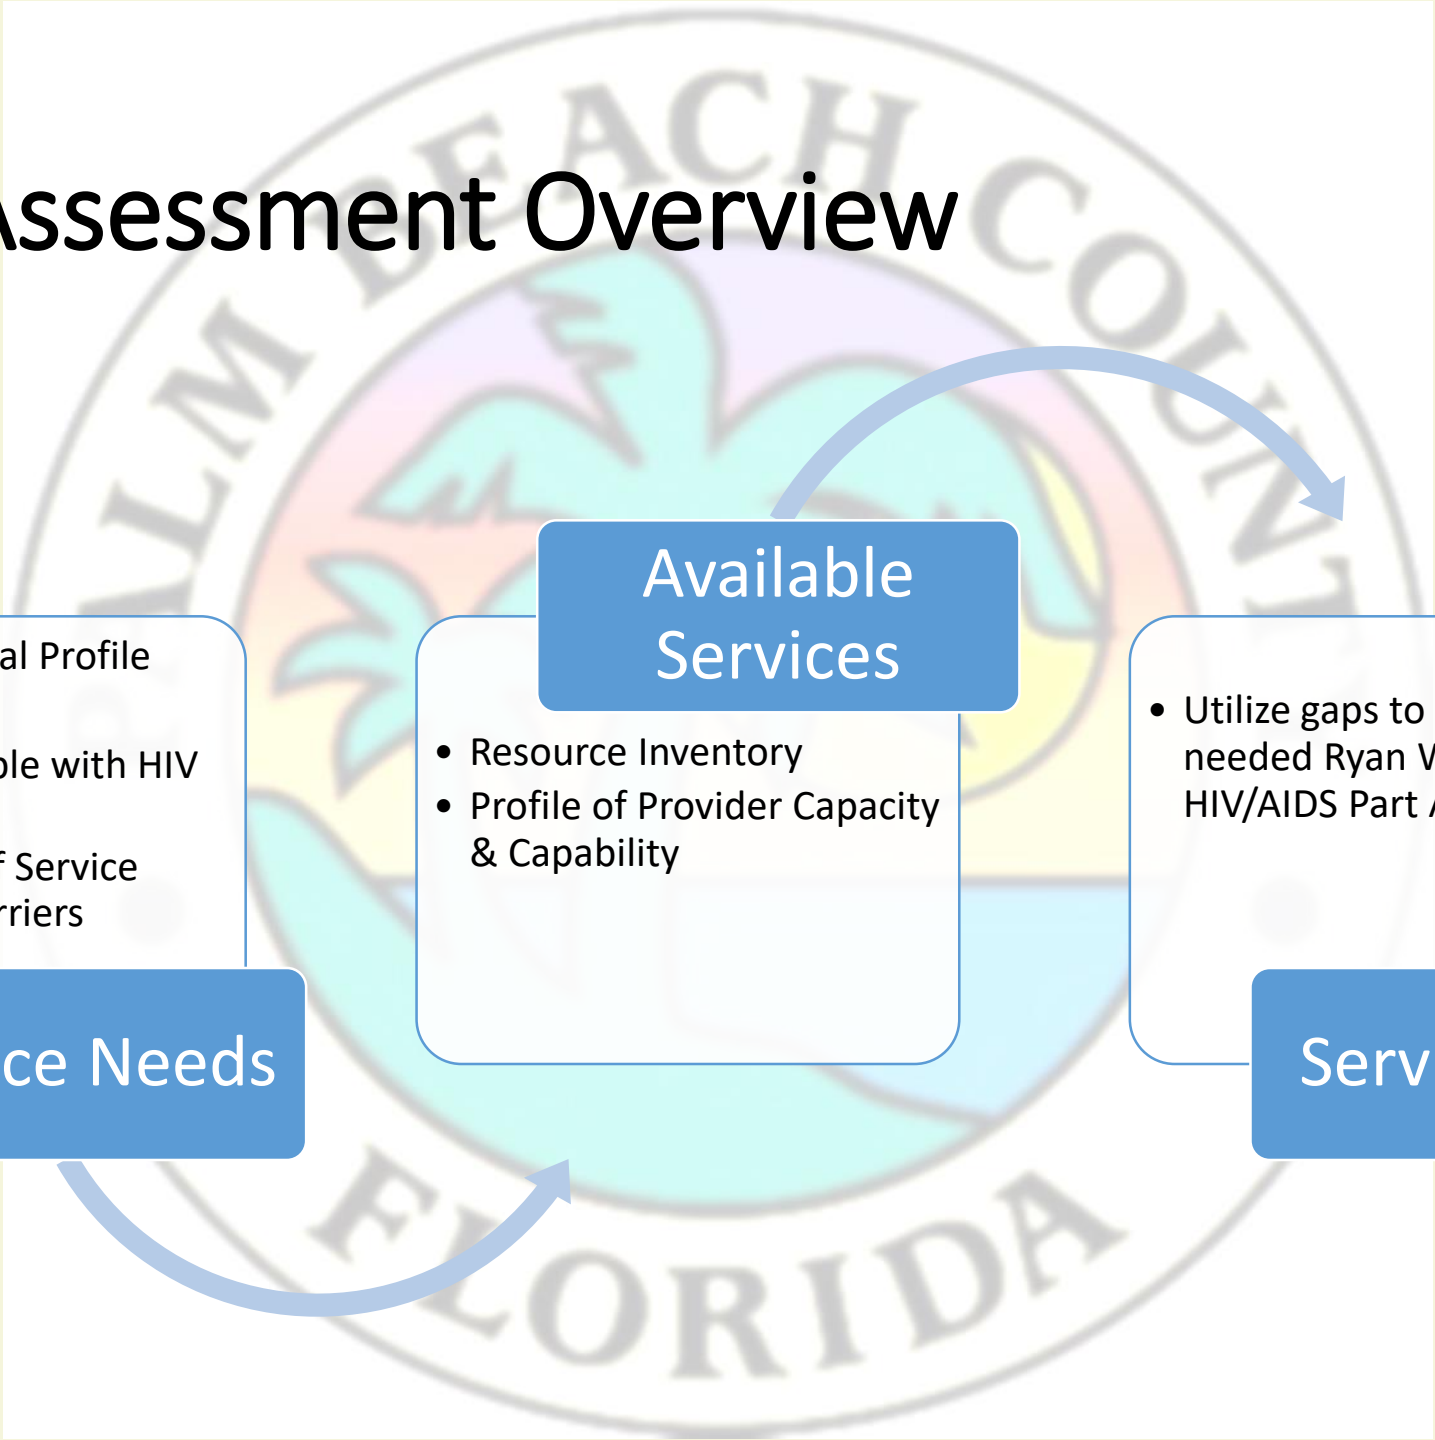 PALM BEACH COUNTY
Assessment Overview
al Profile
ple with HIV
f Service
rriers
ce Needs
Available
Services
• Resource Inventory
• Profile of Provider Capacity
& Capability
• Utilize gaps to
needed Ryan W
HIV/AIDS Part A
Serv
FLORIDA